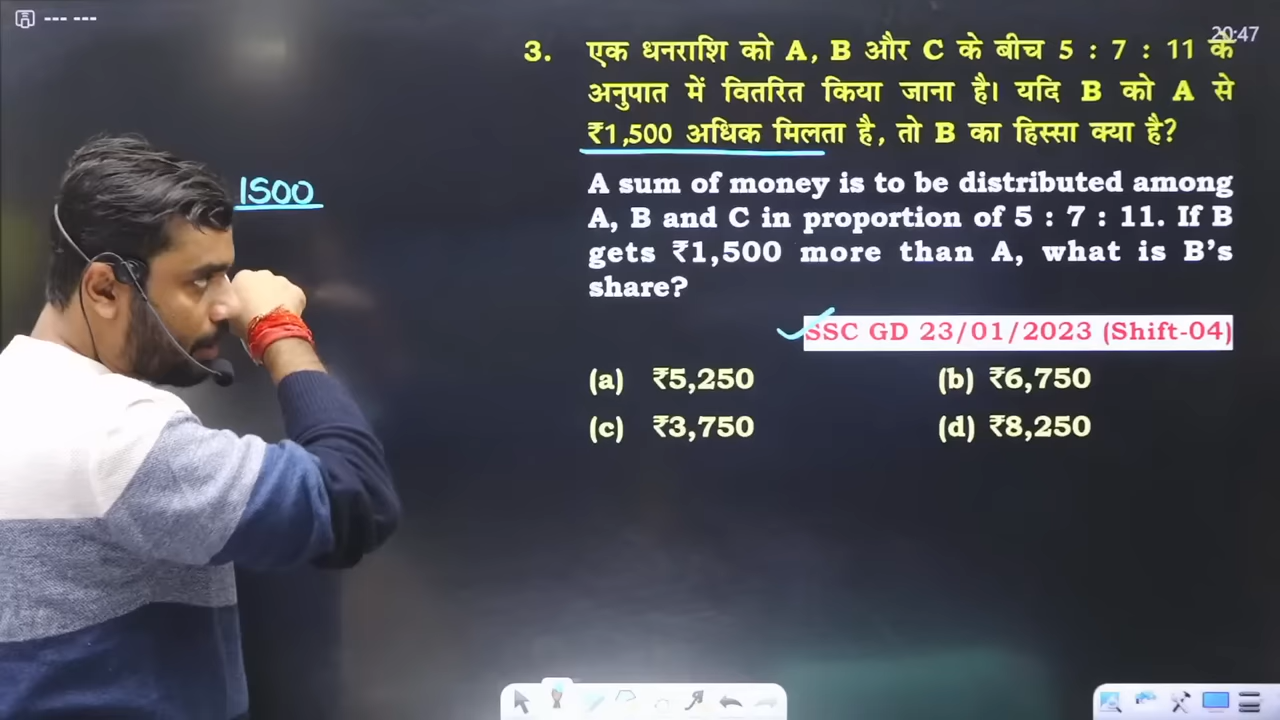 --- ---
20:47
3. एक धनराशि को A, B और C के बीच 5 : 7 : 11 के
अनुपात में वितरित किया जाना है। यदि B को A से
₹1,500 अधिक मिलता है, तो B का हिस्सा क्या है?
1500
A sum of money is to be distributed among
A, B and C in proportion of 5 : 7 : 11. If B
gets ₹1,500 more than A, what is B’s
share?
SSC GD 23/01/2023 (Shift-04)
(a) ₹5,250 (b) ₹6,750
(c) ₹3,750 (d) ₹8,250